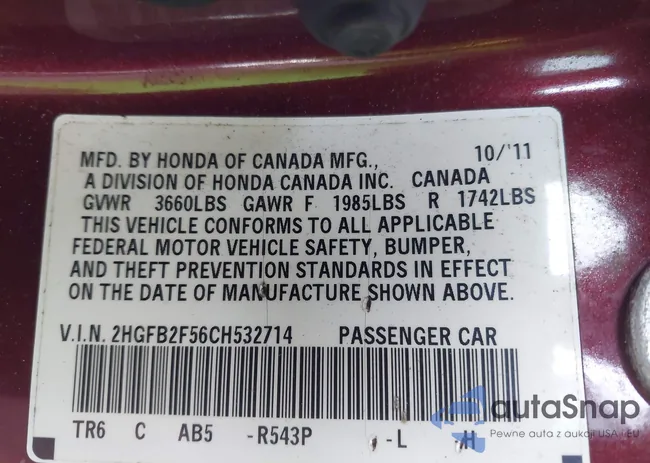 MFD. BY HONDA OF CANADA MFG., 10/'11
A DIVISION OF HONDA CANADA INC. CANADA
GVWR 3660LBS GAWR F 1985LBS R 1742LBS
THIS VEHICLE CONFORMS TO ALL APPLICABLE
FEDERAL MOTOR VEHICLE SAFETY, BUMPER,
AND THEFT PREVENTION STANDARDS IN EFFECT
ON THE DATE OF MANUFACTURE SHOWN ABOVE.
V.I.N. 2HGFB2F56CH532714 PASSENGER CAR
TR6 C AB5 -R543P -L -H
autaSnap
Pewne auta z aukcji USA i EU